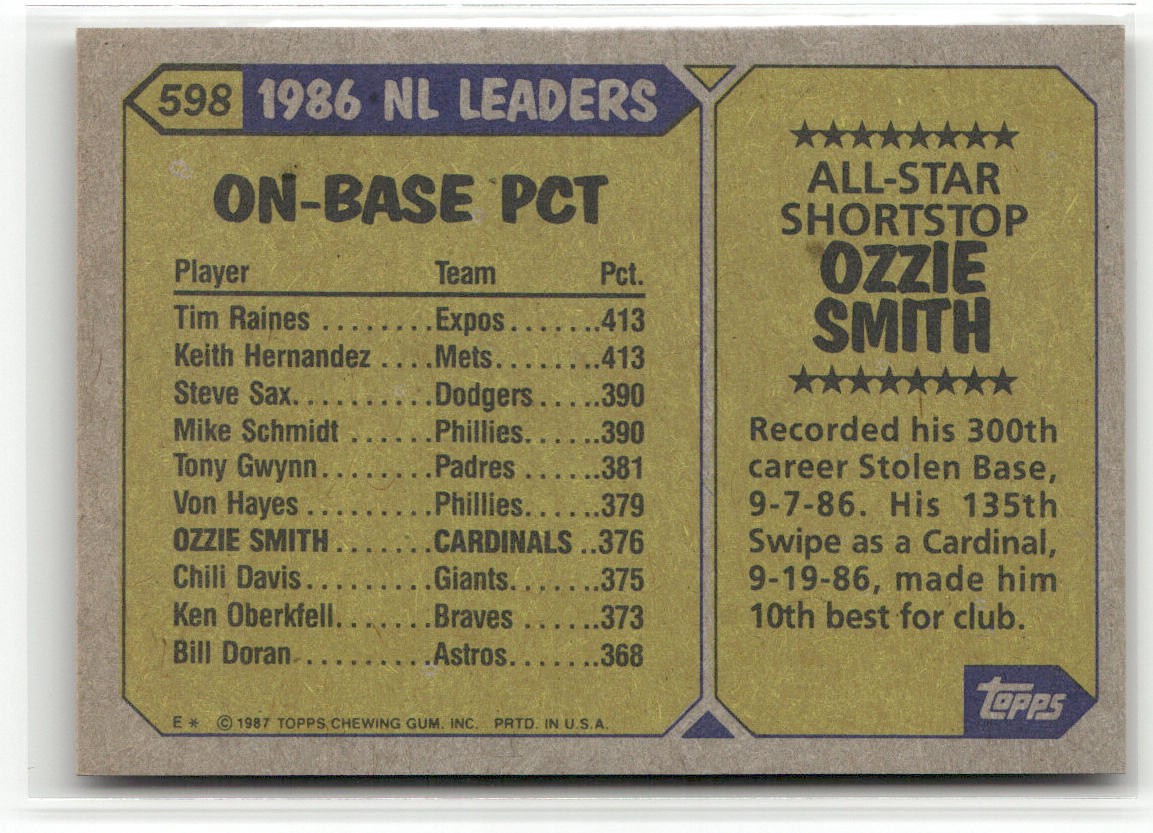 598 1986 NL LEADERS
ON-BASE PCT
Player Team Pct.
Tim Raines ........Expos.......413
Keith Hernandez ....Mets........413
Steve Sax..........Dodgers.....390
Mike Schmidt ......Phillies.....390
Tony Gwynn........Padres .....381
Von Hayes ........Phillies.....379
OZZIE SMITH.......CARDINALS ..376
Chili Davis.........Giants......375
Ken Oberkfell.......Braves .....373
Bill Doran .........Astros......368
E * © 1987 TOPPS CHEWING GUM, INC. PRTD. IN U.S.A.
★★★★★★★★
ALL-STAR
SHORTSTOP
OZZIE
SMITH
★★★★★★★★
Recorded his 300th
career Stolen Base,
9-7-86. His 135th
Swipe as a Cardinal,
9-19-86, made him
10th best for club.
topps